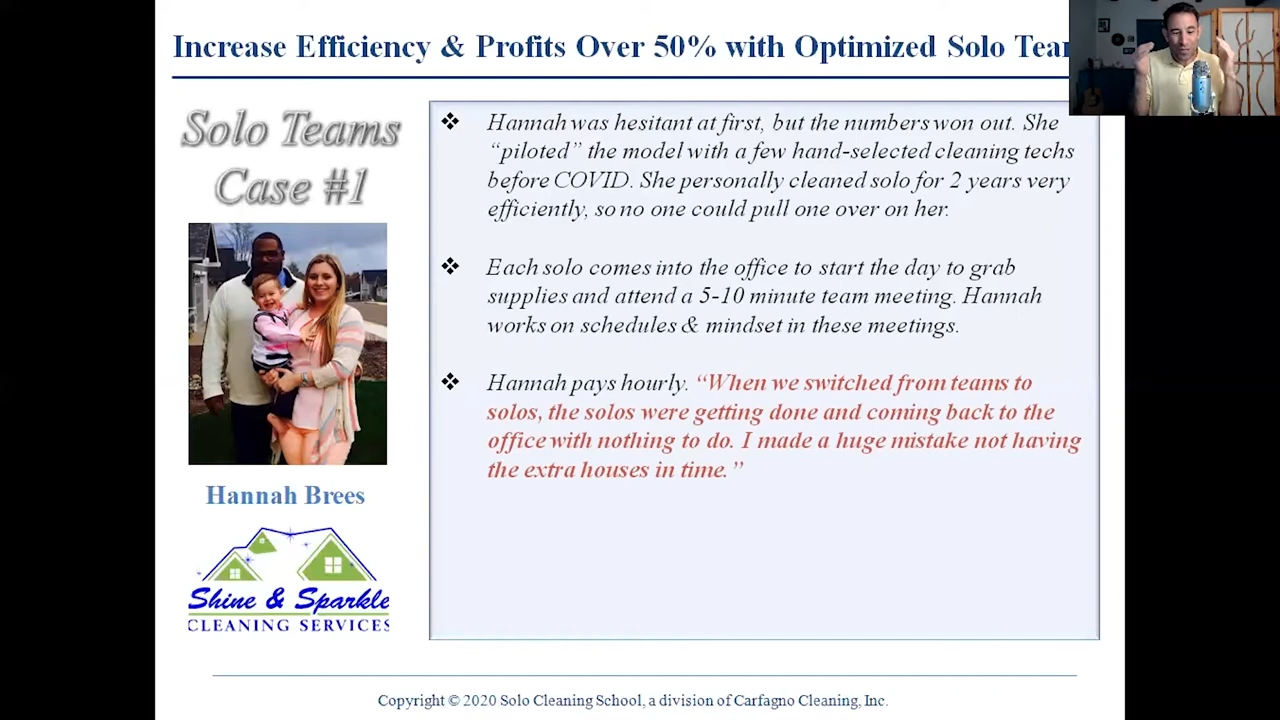 Increase Efficiency & Profits Over 50% with Optimized Solo
Solo Teams
Case #1
Hannah was hesitant at first, but the numbers won out. She
“piloted” the model with a few hand-selected cleaning techs
before COVID. She personally cleaned solo for 2 years very
efficiently, so no one could pull one over on her.
Each solo comes into the office to start the day to grab
supplies and attend a 5-10 minute team meeting. Hannah
works on schedules & mindset in these meetings.
Hannah pays hourly. “When we switched from teams to
solos, the solos were getting done and coming back to the
office with nothing to do. I made a huge mistake not having
the extra houses in time.”
Hannah Brees
Shine & Sparkle
CLEANING SERVICES
Copyright © 2020 Solo Cleaning School, a division of Carfagno Cleaning, Inc.